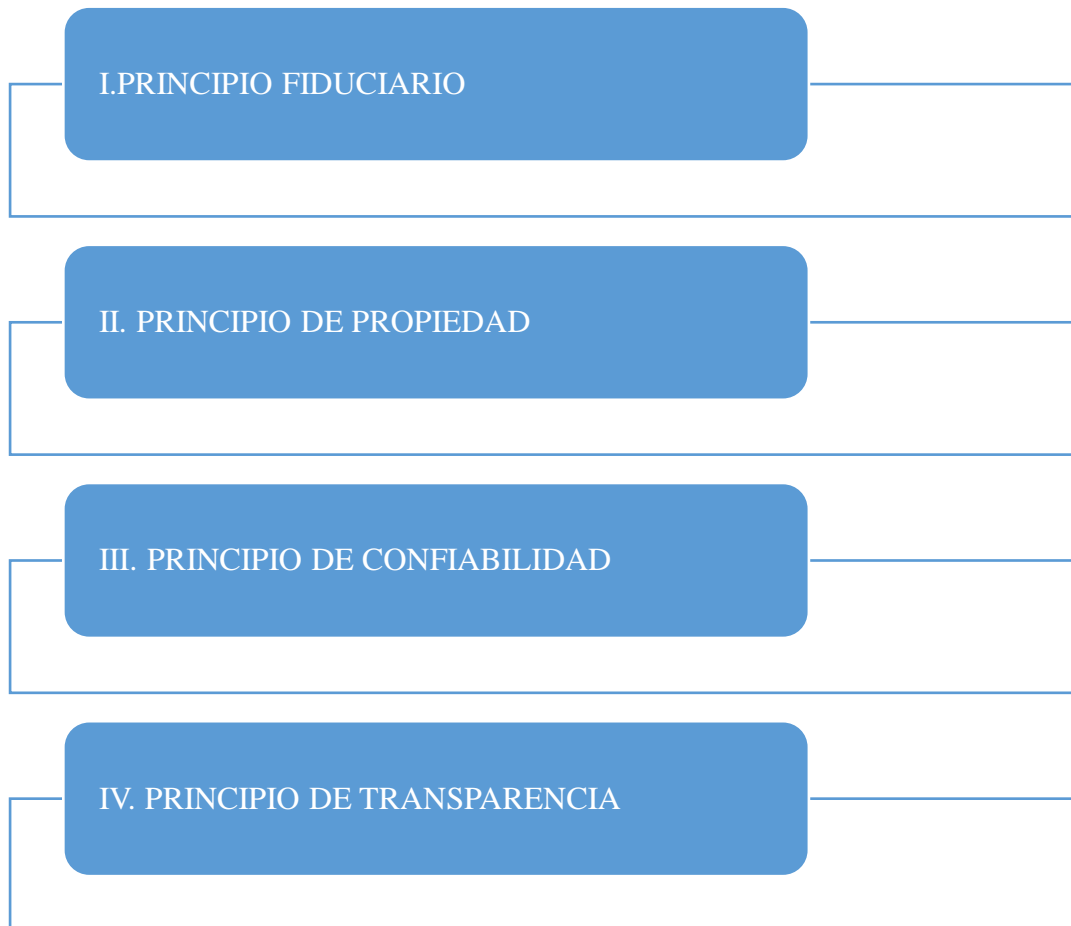 I.PRINCIPIO FIDUCIARIO
II. PRINCIPIO DE PROPIEDAD
III. PRINCIPIO DE CONFIABILIDAD
IV. PRINCIPIO DE TRANSPARENCIA